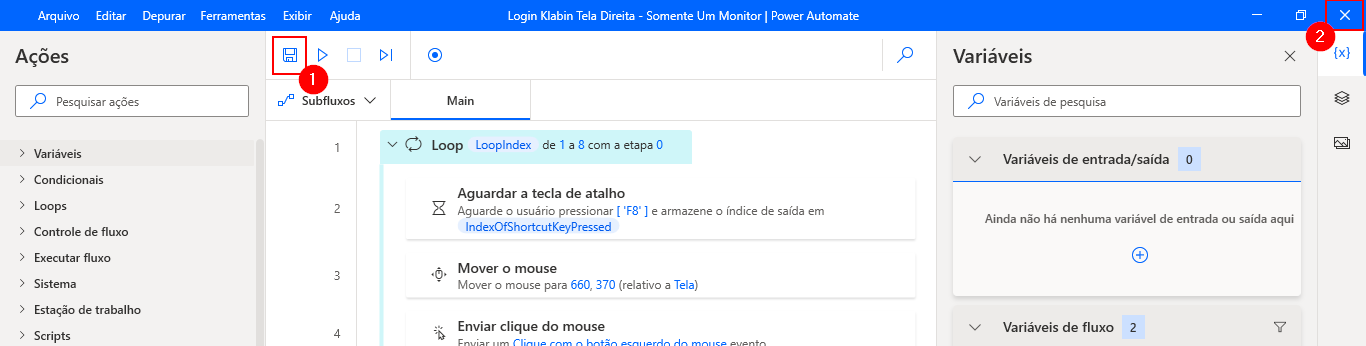 Arquivo Editar Depurar Ferramentas Exibir Ajuda Login Klabin Tela Direita - Somente Um Monitor | Power Automate
2
Ações
Pesquisar ações
Variáveis
Condicionais
Loops
Controle de fluxo
Executar fluxo
Sistema
Estação de trabalho
Scripts
1
Subfluxos Main
1 Loop LoopIndex de 1 a 8 com a etapa 0
2 Aguardar a tecla de atalho
Aguarde o usuário pressionar [ 'F8' ] e armazene o índice de saída em
IndexOfShortcutKeyPressed
3 Mover o mouse
Mover o mouse para 660, 370 (relativo a Tela)
4 Enviar clique do mouse
Enviar um Clique com o botão esquerdo do mouse evento
Variáveis
{x}
Variáveis de pesquisa
Variáveis de entrada/saída 0
Ainda não há nenhuma variável de entrada ou saída aqui
Variáveis de fluxo 2